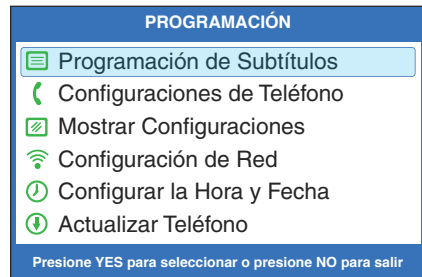 PROGRAMACIÓN
Programación de Subtítulos
Configuraciones de Teléfono
Mostrar Configuraciones
Configuración de Red
Configurar la Hora y Fecha
Actualizar Teléfono
Presione YES para seleccionar o presione NO para salir